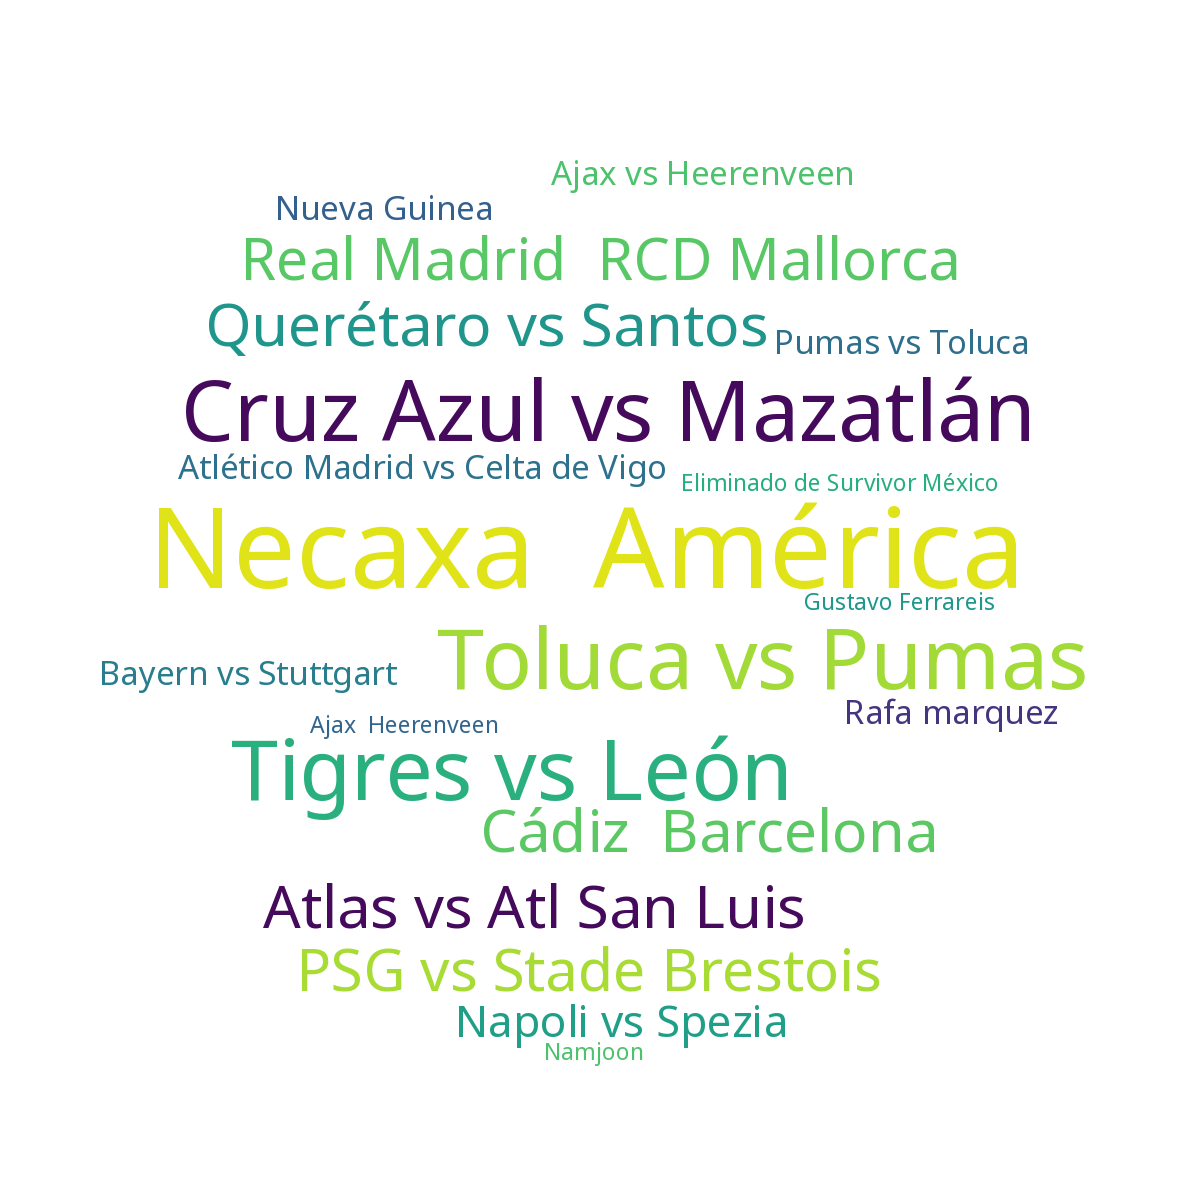 Ajax vs Heerenveen
Nueva Guinea
Real Madrid  RCD Mallorca
Querétaro vs Santos
Pumas vs Toluca
Cruz Azul vs Mazatlán
Atlético Madrid vs Celta de Vigo
Eliminado de Survivor México
Necaxa  América
Gustavo Ferrareis
Toluca vs Pumas
Bayern vs Stuttgart
Rafa marquez
Ajax  Heerenveen
Tigres vs León
Cádiz  Barcelona
Atlas vs Atl San Luis
PSG vs Stade Brestois
Napoli vs Spezia
Namjoon